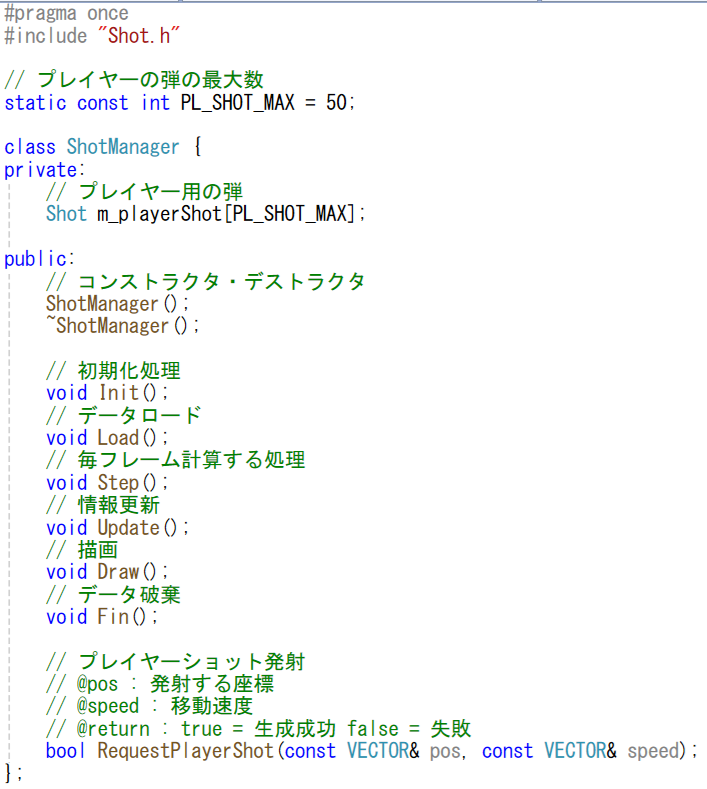 #pragma once
#include "Shot.h"
// プレイヤーの弾の最大数
static const int PL_SHOT_MAX = 50;
class ShotManager {
private:
// プレイヤー用の弾
Shot m_playerShot[PL_SHOT_MAX];
public:
// コンストラクタ・デストラクタ
ShotManager();
~ShotManager();
// 初期化処理
void Init();
// データロード
void Load();
// 毎フレーム計算する処理
void Step();
// 情報更新
void Update();
// 描画
void Draw();
// データ破棄
void Fin();
// プレイヤーショット発射
// @pos : 発射する座標
// @speed : 移動速度
// @return : true = 生成成功 false = 失敗
bool RequestPlayerShot(const VECTOR& pos, const VECTOR& speed);
};